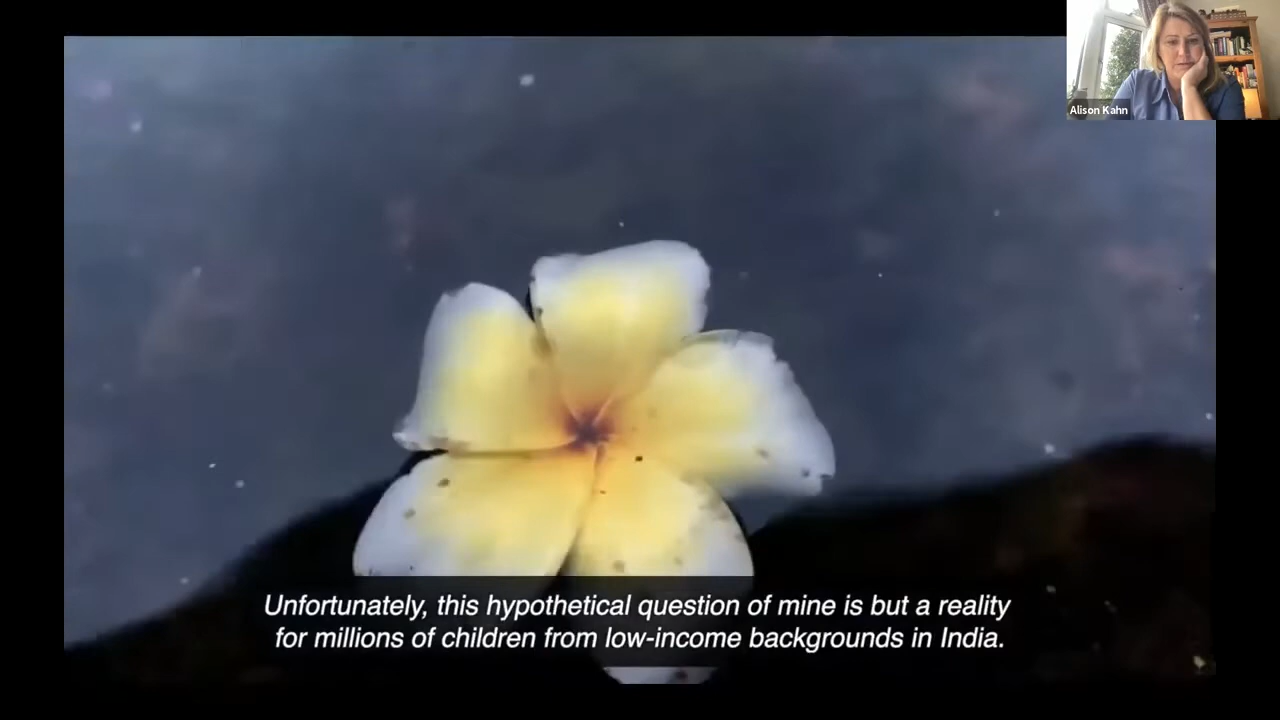 Alison Kahn
Unfortunately, this hypothetical question of mine is but a reality
for millions of children from low-income backgrounds in India.